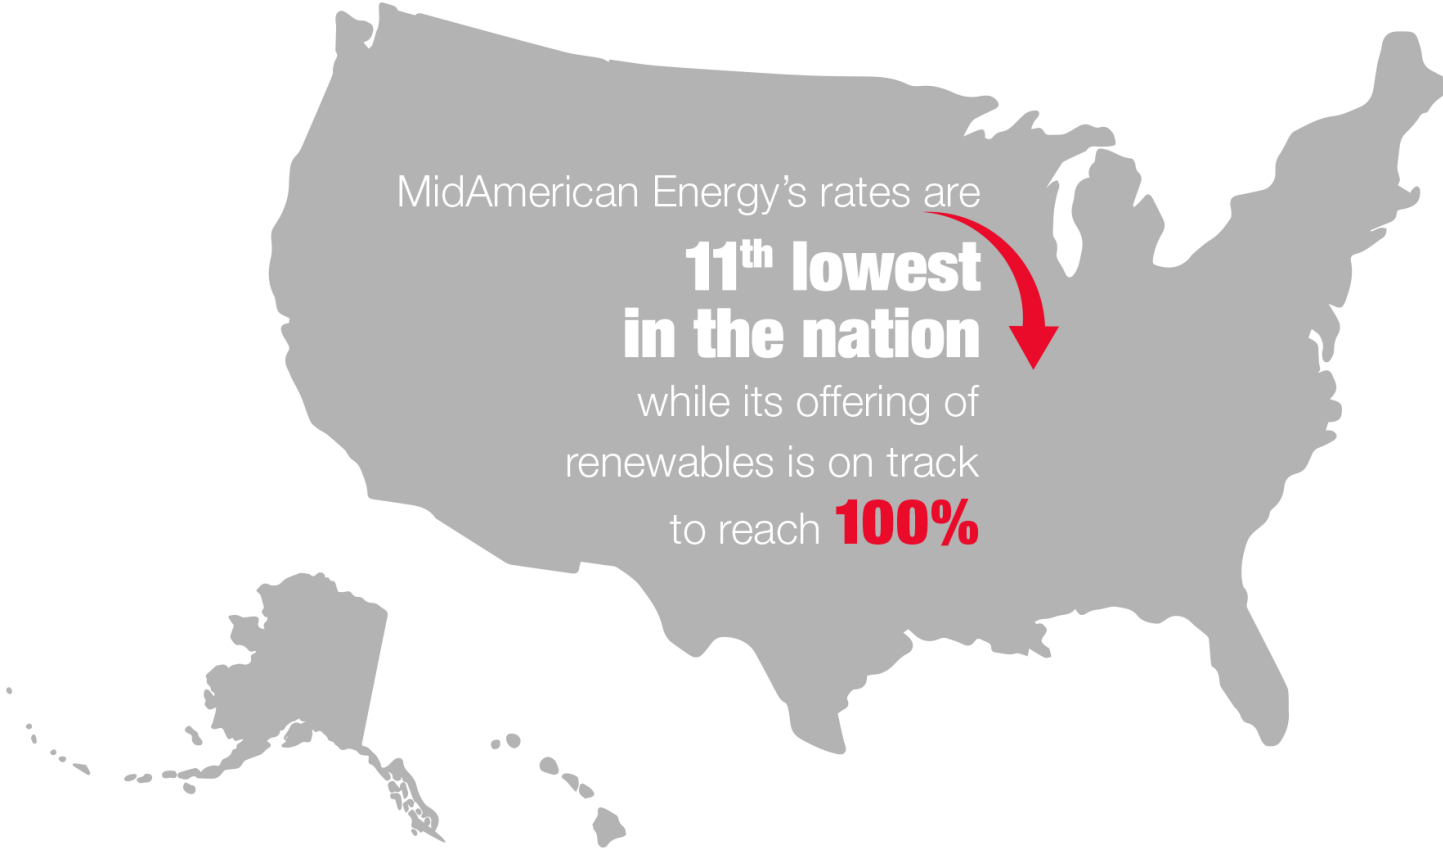 MidAmerican Energy’s rates are
11th lowest
in the nation
while its offering of
renewables is on track
to reach 100%